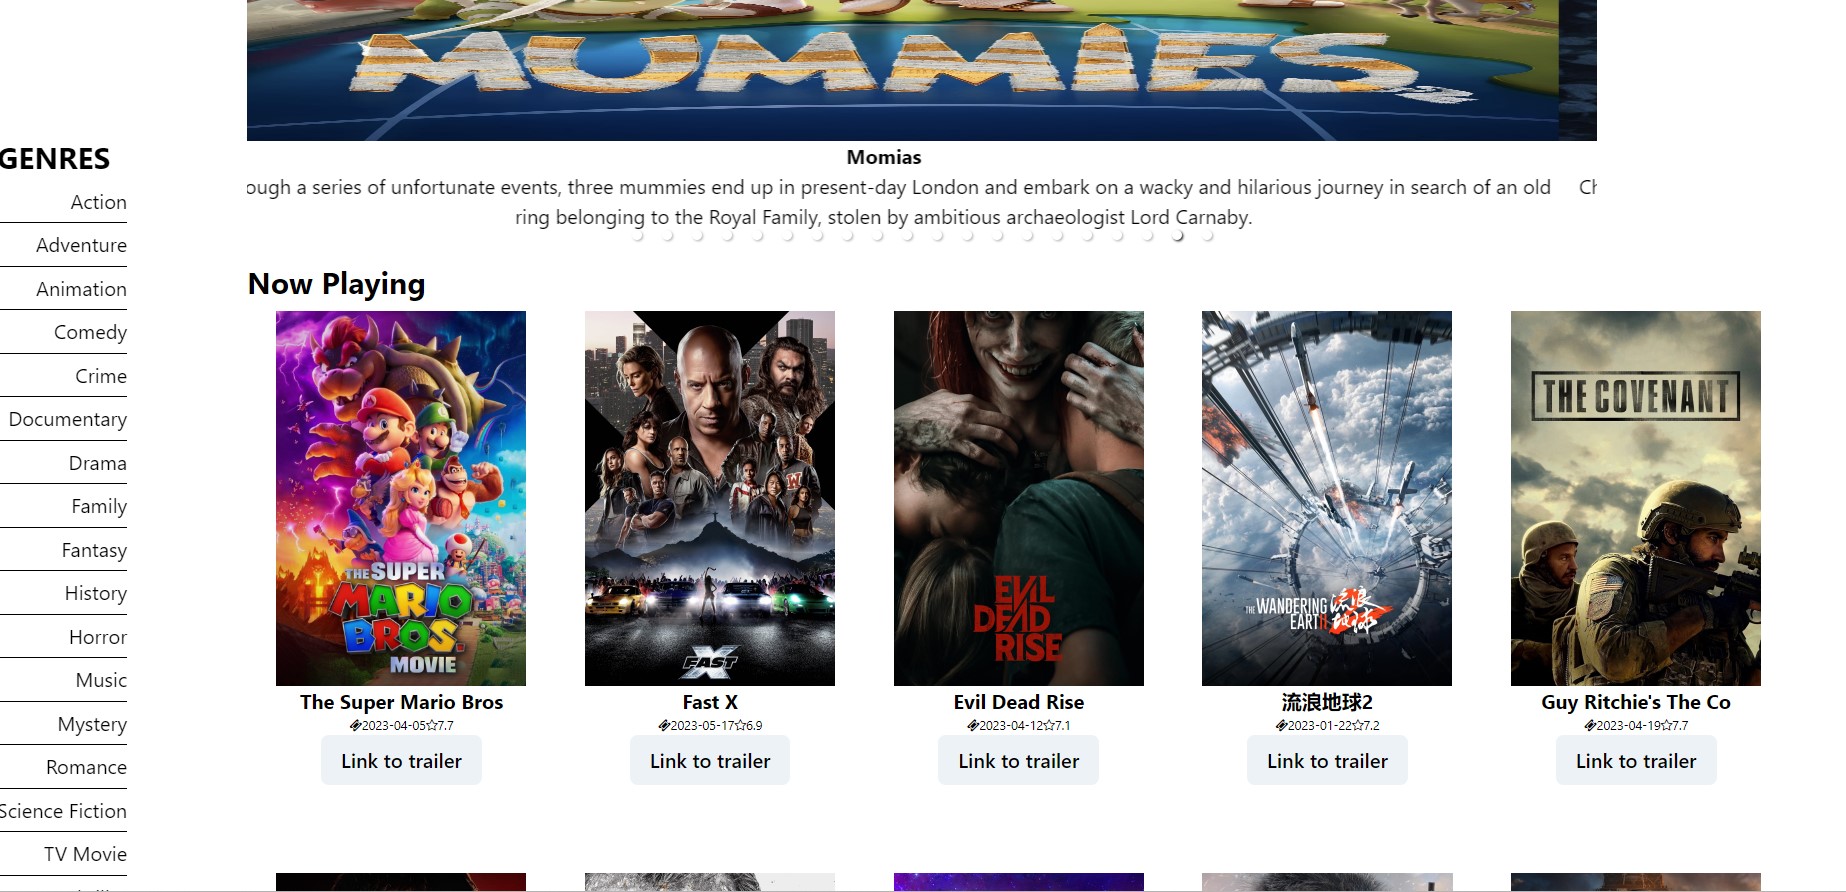 MUMMIES
Momias
ough a series of unfortunate events, three mummies end up in present-day London and embark on a wacky and hilarious journey in search of an old
ring belonging to the Royal Family, stolen by ambitious archaeologist Lord Carnaby.
Ch
GENRES
Action
Adventure
Animation
Comedy
Crime
Documentary
Drama
Family
Fantasy
History
Horror
Music
Mystery
Romance
Science Fiction
TV Movie
Now Playing
THE SUPER
MARIO
BROS.
MOVIE
The Super Mario Bros
2023-04-05☆7.7
Link to trailer
FAST X
Fast X
2023-05-17☆6.9
Link to trailer
EVIL
DEAD
RISE
Evil Dead Rise
2023-04-12☆7.1
Link to trailer
THE WANDERING
EARTH II
流浪
地球
流浪地球2
2023-01-22☆7.2
Link to trailer
THE COVENANT
Guy Ritchie's The Co
2023-04-19☆7.7
Link to trailer